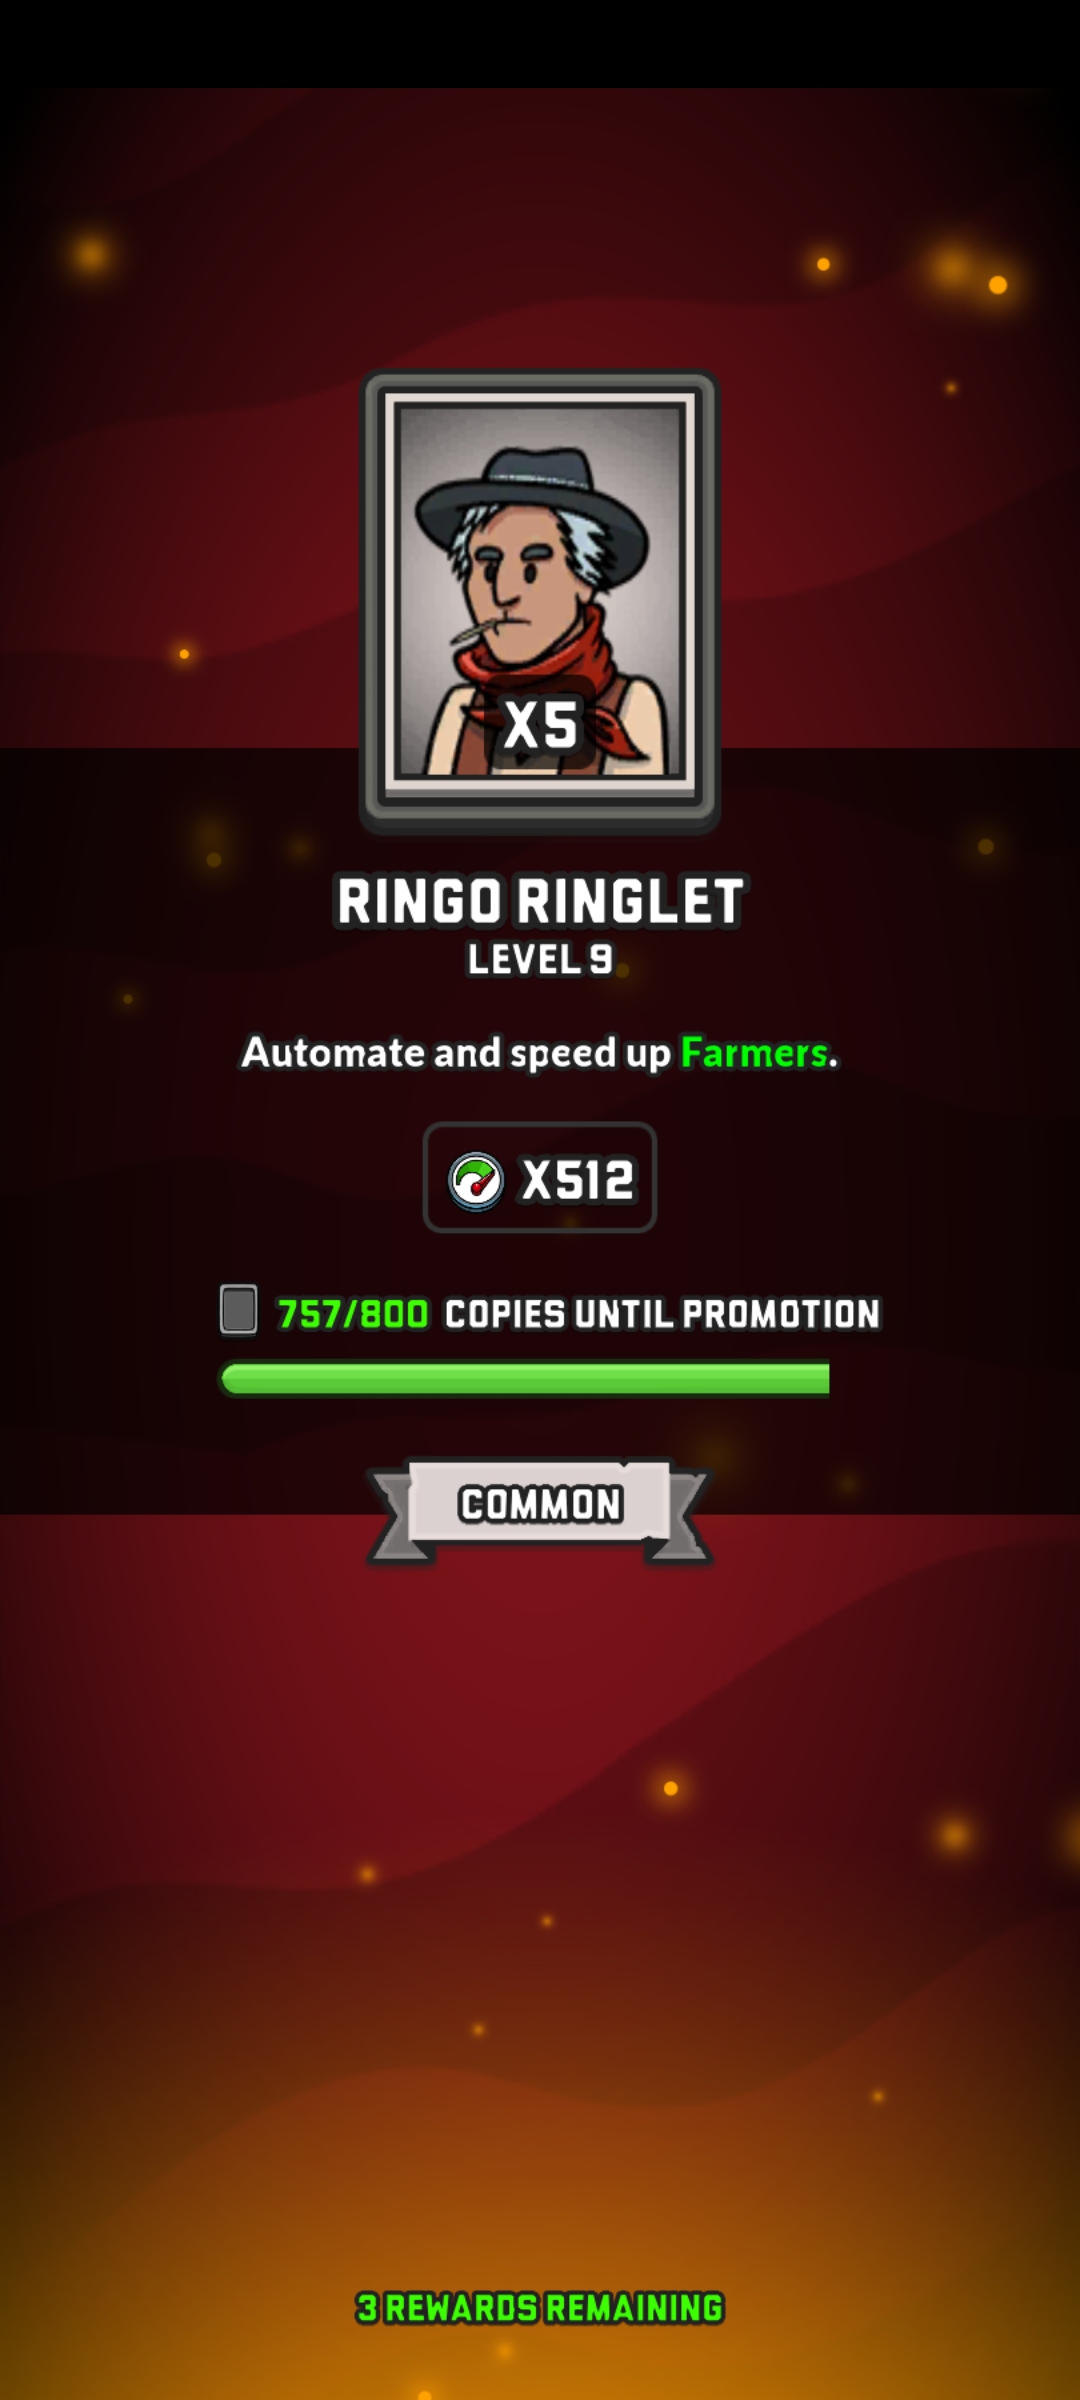 X5
RINGO RINGLET
LEVEL 9
Automate and speed up Farmers.
X512
757/800 COPIES UNTIL PROMOTION
COMMON
3 REWARDS REMAINING